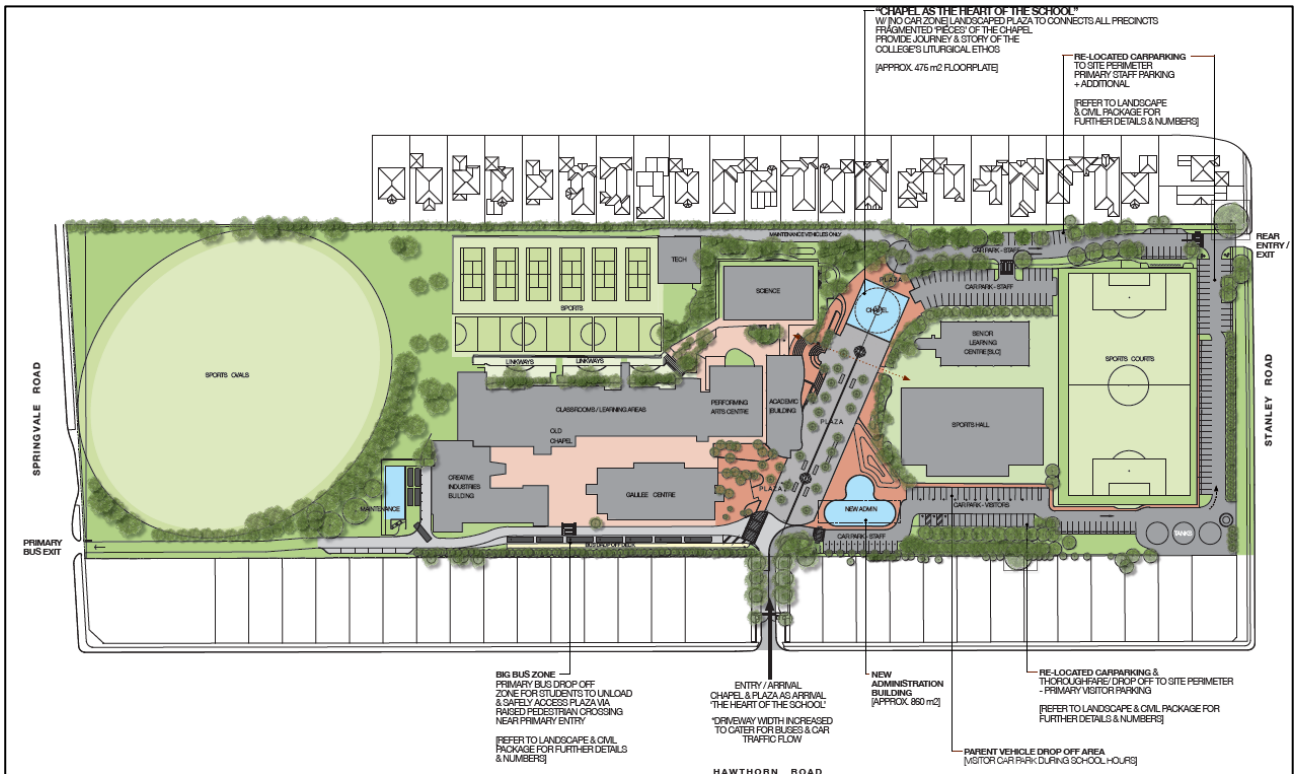 "CHAPEL AS THE HEART OF THE SCHOOL"
W/ [NO CAR ZONE] LANDSCAPED PLAZA TO CONNECTS ALL PRECINCTS
FRAGMENTED 'PIECES' OF THE CHAPEL
PROVIDE JOURNEY & STORY OF THE
COLLEGE'S LITURGICAL ETHOS
[APPROX. 475 m2 FLOORPLATE]
RE-LOCATED CARPARKING
TO SITE PERIMETER
PRIMARY STAFF PARKING
+ ADDITIONAL
[REFER TO LANDSCAPE
& CIVIL PACKAGE FOR
FURTHER DETAILS & NUMBERS]
MAINTENANCE VEHICLES ONLY
REAR
ENTRY /
EXIT
CAR PARK - STAFF
TECH
PLAZA
SCIENCE
CAR PARK - STAFF
SPORTS
CHAPEL
SENIOR
LEARNING
CENTRE [SLC]
SPORTS COURTS
LINKWAYS
LINKWAYS
SPORTS OVALS
SPRINGVALE ROAD
STANLEY ROAD
CLASSROOMS / LEARNING AREAS
PERFORMING
ARTS CENTRE
ACADEMIC
BUILDING
PLAZA
OLD
CHAPEL
SPORTS HALL
CREATIVE
INDUSTRIES
BUILDING
GALILEE CENTRE
PLAZA
MAINTENANCE
NEW ADMIN
CAR PARK - VISITORS
CAR PARK - STAFF
TANKS
PRIMARY
BUS EXIT
BUS DROP OFF DECK
BIG BUS ZONE
PRIMARY BUS DROP OFF
ZONE FOR STUDENTS TO UNLOAD
& SAFELY ACCESS PLAZA VIA
RAISED PEDESTRIAN CROSSING
NEAR PRIMARY ENTRY
[REFER TO LANDSCAPE & CIVIL
PACKAGE FOR FURTHER DETAILS
& NUMBERS]
ENTRY / ARRIVAL
CHAPEL & PLAZA AS ARRIVAL
'THE HEART OF THE SCHOOL'
*DRIVEWAY WIDTH INCREASED
TO CATER FOR BUSES & CAR
TRAFFIC FLOW
NEW
ADMINISTRATION
BUILDING
[APPROX. 860 m2]
RE-LOCATED CARPARKING &
THOROUGHFARE/ DROP OFF TO SITE PERIMETER
- PRIMARY VISITOR PARKING
[REFER TO LANDSCAPE & CIVIL PACKAGE FOR
FURTHER DETAILS & NUMBERS]
PARENT VEHICLE DROP OFF AREA
[VISITOR CAR PARK DURING SCHOOL HOURS]
HAWTHORN ROAD